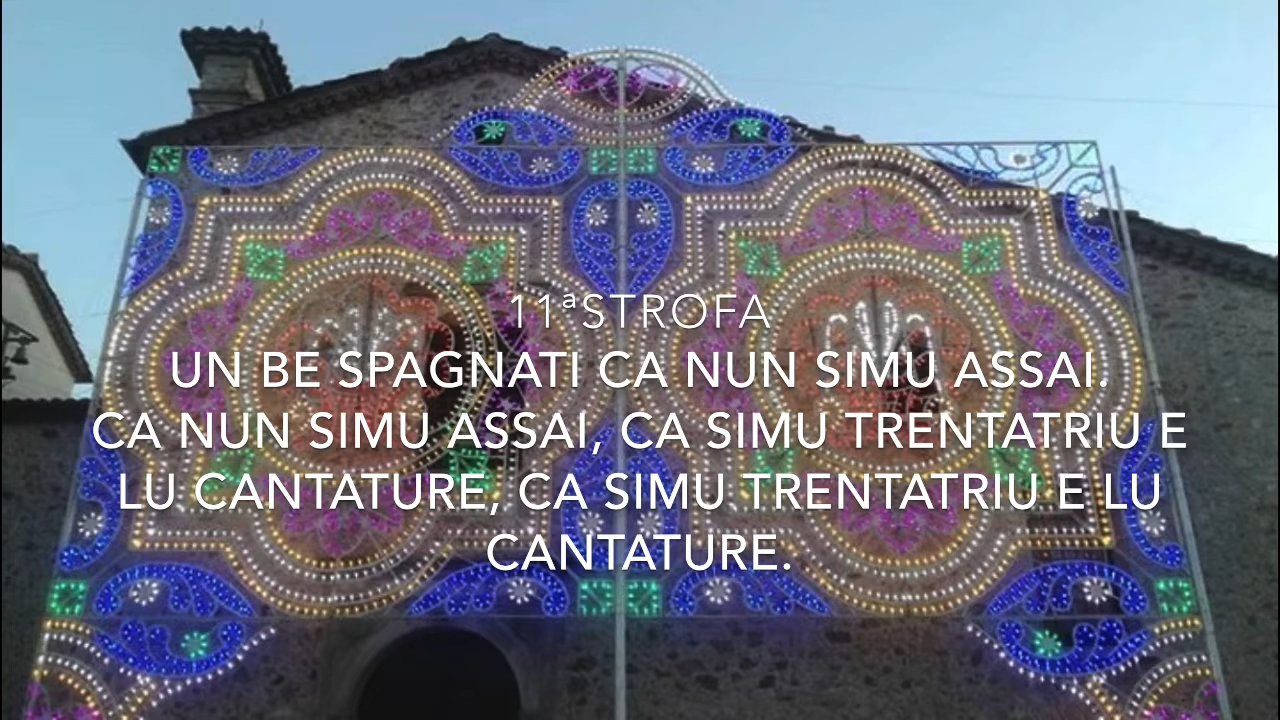 11ªSTROFA
UN BE SPAGNATI CA NUN SIMU ASSAI.
CA NUN SIMU ASSAI, CA SIMU TRENTATRIU E
LU CANTATURE, CA SIMU TRENTATRIU E LU
CANTATURE.